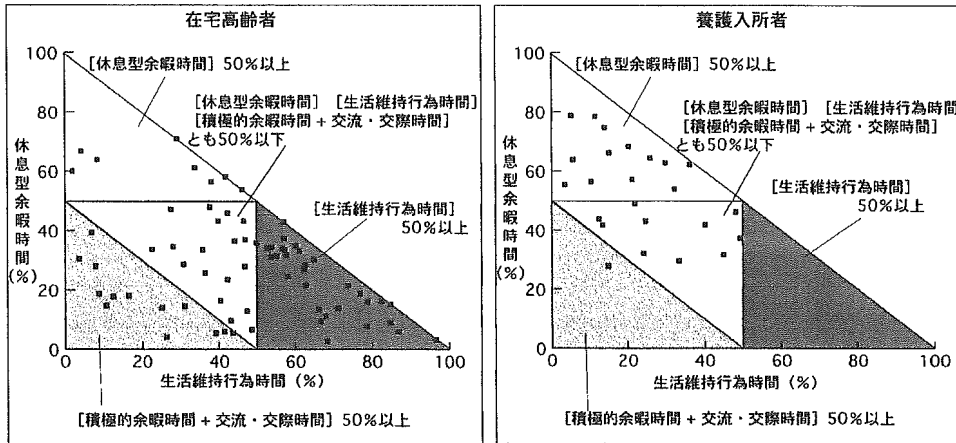 在宅高齢者
100
80
60
40
20
0
休息型余暇時間(%)
[休息型余暇時間] 50%以上
[休息型余暇時間] [生活維持行為時間]
[積極的余暇時間 + 交流・交際時間]
とも50%以下
[生活維持行為時間]
50%以上
0 20 40 60 80 100
生活維持行為時間 (%)
[積極的余暇時間 + 交流・交際時間] 50%以上
養護入所者
100
80
60
40
20
0
休息型余暇時間(%)
[休息型余暇時間] 50%以上
[休息型余暇時間] [生活維持行為時間]
[積極的余暇時間 + 交流・交際時間]
とも50%以下
[生活維持行為時間]
50%以上
0 20 40 60 80 100
生活維持行為時間 (%)
[積極的余暇時間 + 交流・交際時間] 50%以上